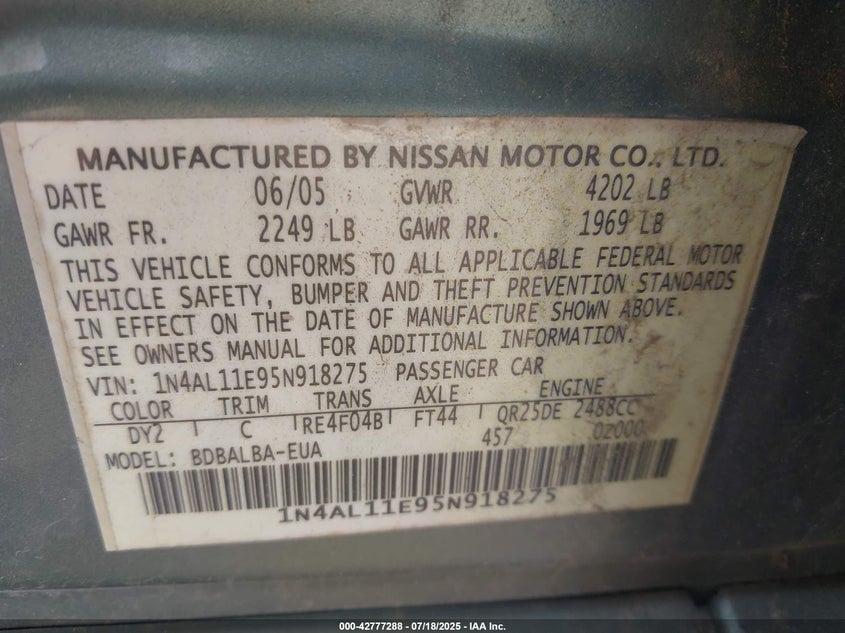 MANUFACTURED BY NISSAN MOTOR CO., LTD.
DATE 06/05 GVWR 4202 LB
GAWR FR. 2249 LB GAWR RR. 1969 LB
THIS VEHICLE CONFORMS TO ALL APPLICABLE FEDERAL MOTOR
VEHICLE SAFETY, BUMPER AND THEFT PREVENTION STANDARDS
IN EFFECT ON THE DATE OF MANUFACTURE SHOWN ABOVE.
SEE OWNERS MANUAL FOR ADDITIONAL INFORMATION.
VIN: 1N4AL11E95N918275 PASSENGER CAR
COLOR TRIM TRANS AXLE ENGINE
DY2 C RE4F04B FT44 QR25DE 2488CC
MODEL: BDBALBA-EUA 457 02000
1N4AL11E95N918275
000-42777288 - 07/18/2025 - IAA Inc.